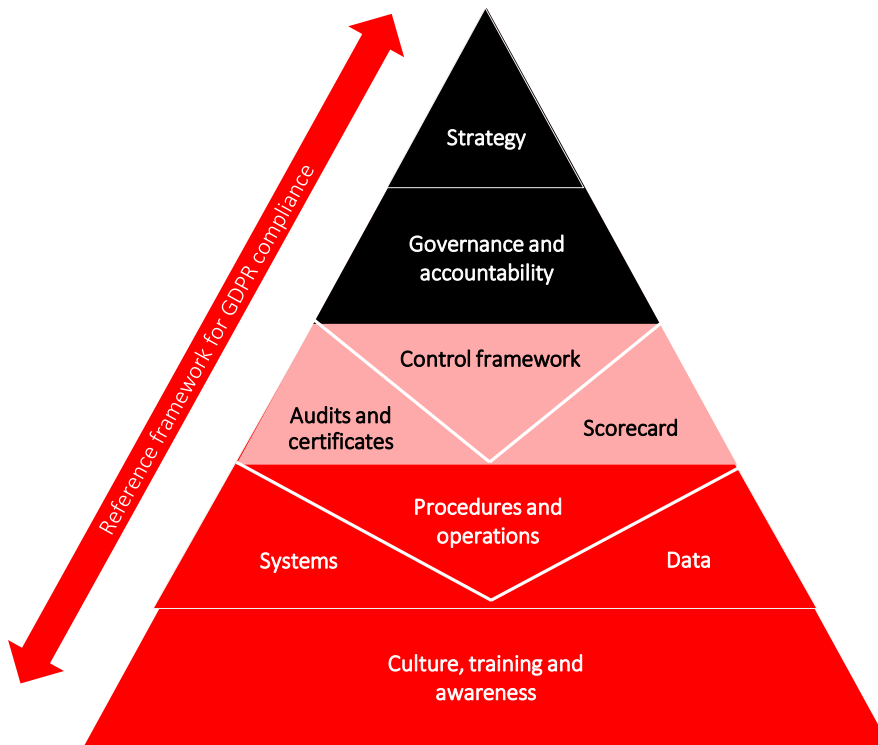 Reference framework for GDPR compliance
Strategy
Governance and
accountability
Control framework
Audits and
certificates
Scorecard
Procedures and
operations
Systems
Data
Culture, training and
awareness